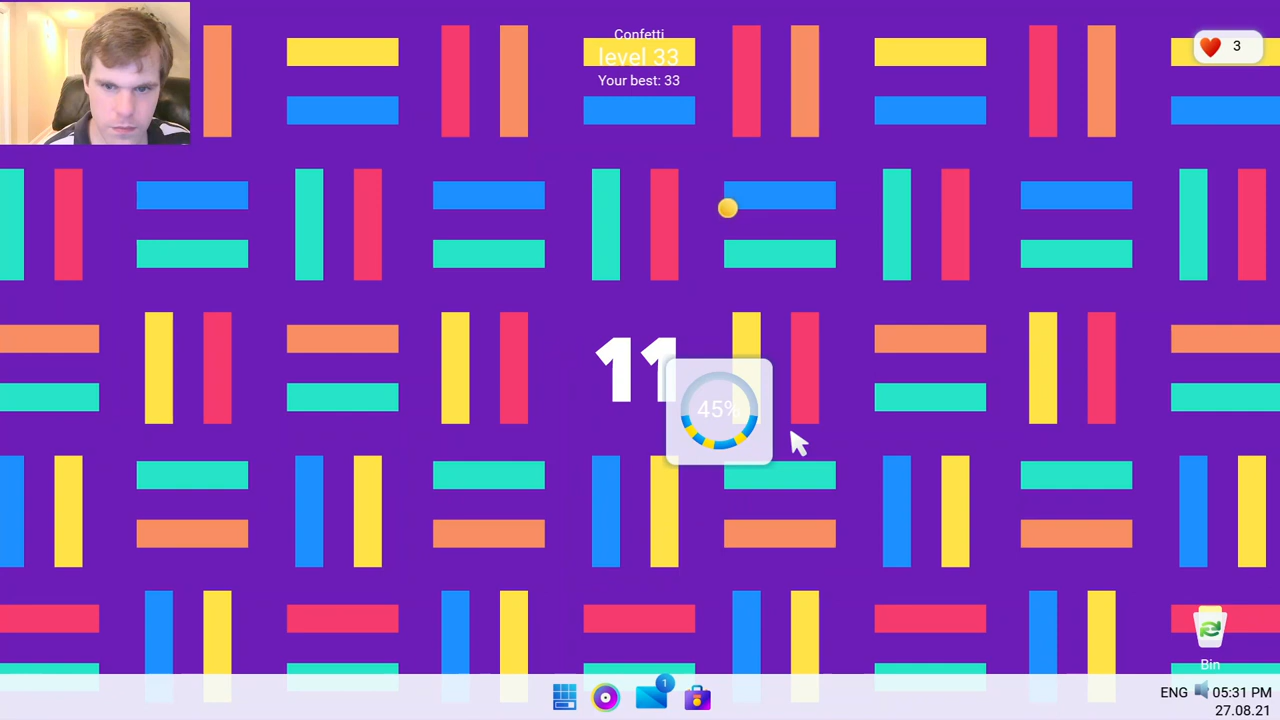 Confetti
level 33
Your best: 33
3
11
45%
Bin
1
ENG 05:31 PM
27.08.21